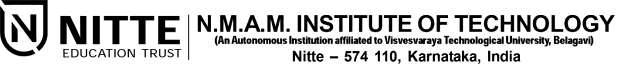 NITTE
EDUCATION TRUST
N.M.A.M. INSTITUTE OF TECHNOLOGY
(An Autonomous Institution affiliated to Visvesvaraya Technological University, Belagavi)
Nitte – 574 110, Karnataka, India